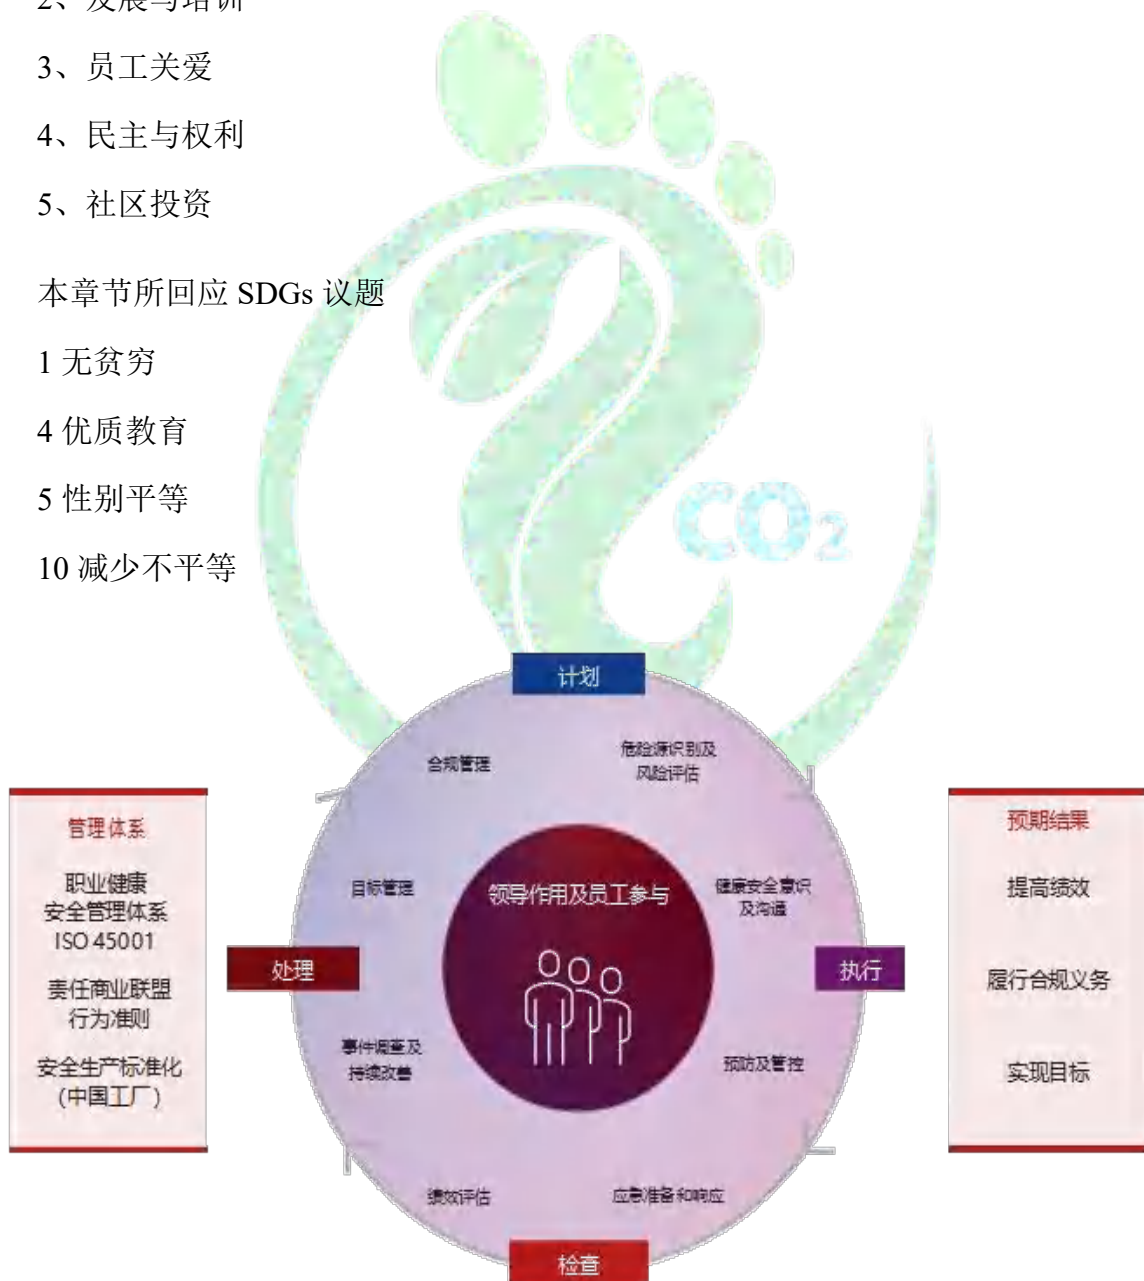 2、发展与培训
3、员工关爱
4、民主与权利
5、社区投资
本章节所回应 SDGs 议题
1 无贫穷
4 优质教育
5 性别平等
10 减少不平等
CO2
计划
合规管理
危险源识别及
风险评估
管理体系
职业健康
安全管理体系
ISO 45001
责任商业联盟
行为准则
安全生产标准化
(中国工厂)
目标管理
领导作用及员工参与
健康安全意识
及沟通
处理
执行
事件调查及
持续改善
预防及管控
绩效评估
应急准备和响应
检查
预期结果
提高绩效
履行合规义务
实现目标